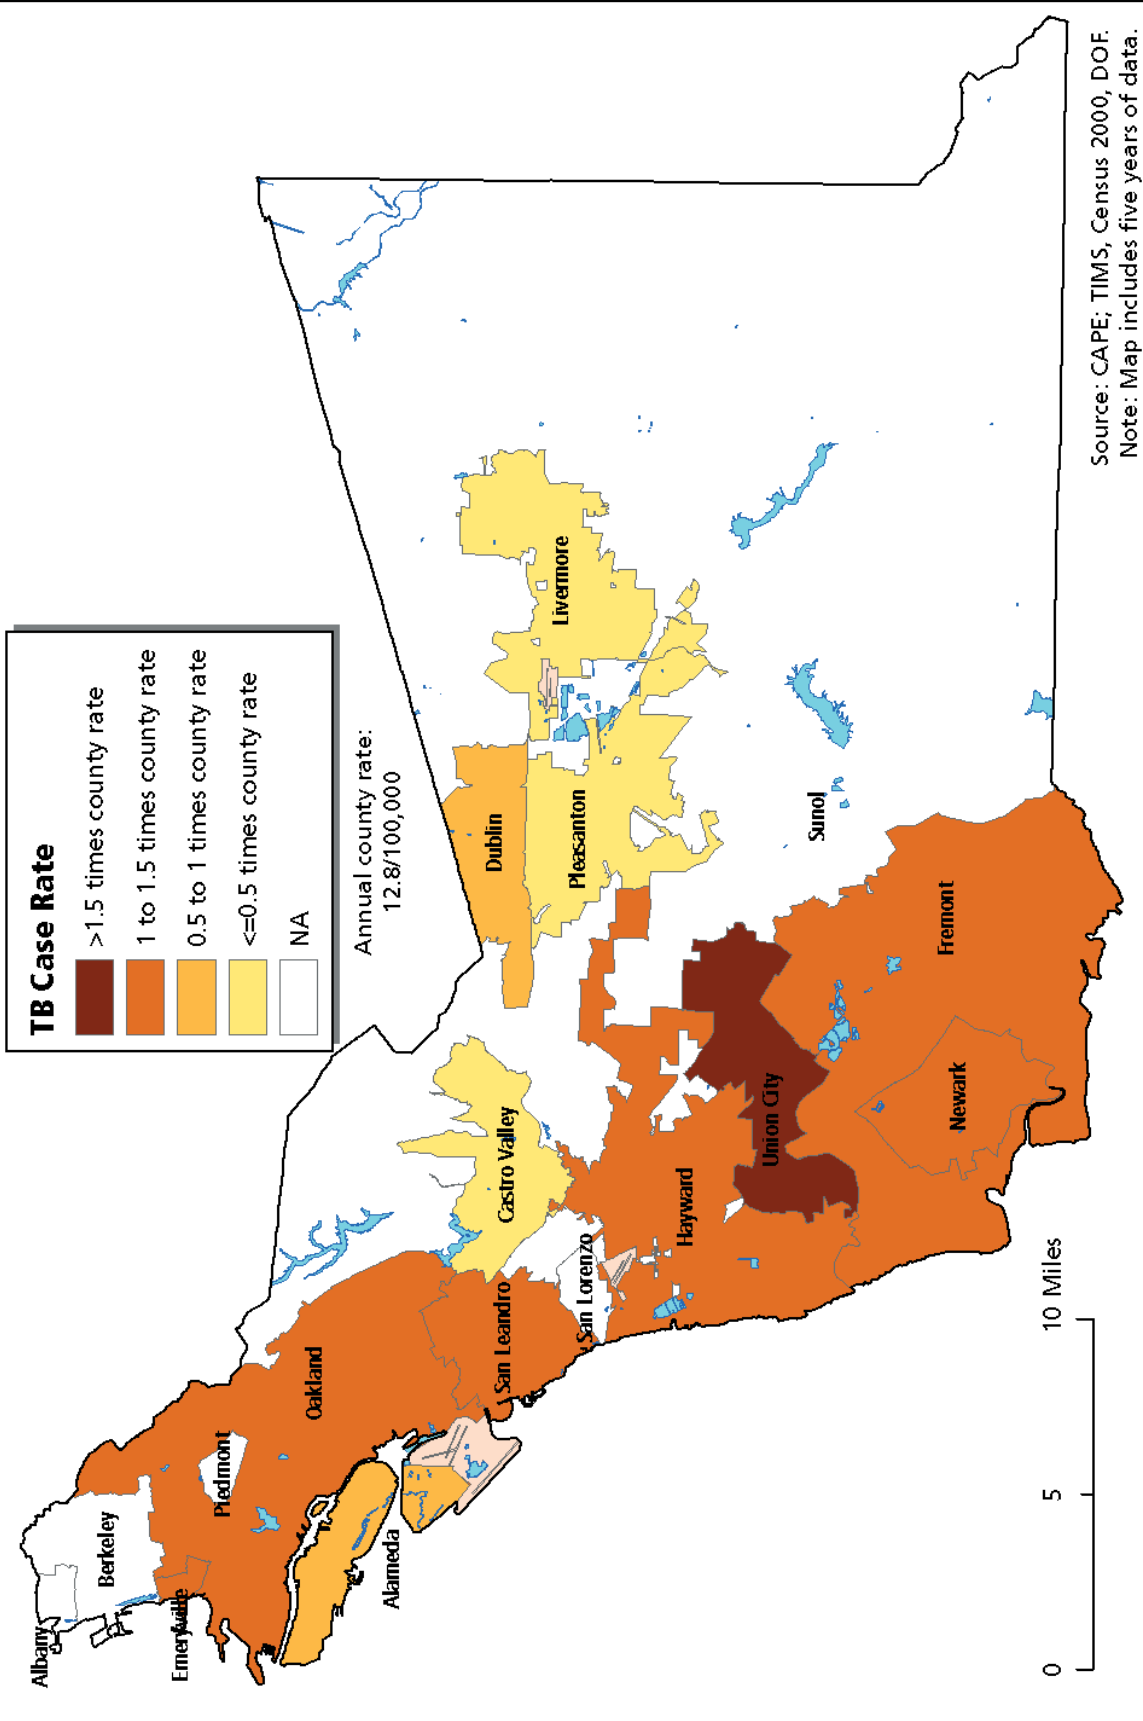 TB Case Rate
>1.5 times county rate
1 to 1.5 times county rate
0.5 to 1 times county rate
<=0.5 times county rate
NA
Annual county rate:
12.8/100,000
Albany
Berkeley
Emeryville
Piedmont
Oakland
Alameda
San Leandro
Castro Valley
San Lorenzo
Hayward
Dublin
Livermore
Pleasanton
Union City
Sunol
Fremont
Newark
0 5 10 Miles
Source: CAPE; TIMS, Census 2000, DOF.
Note: Map includes five years of data.